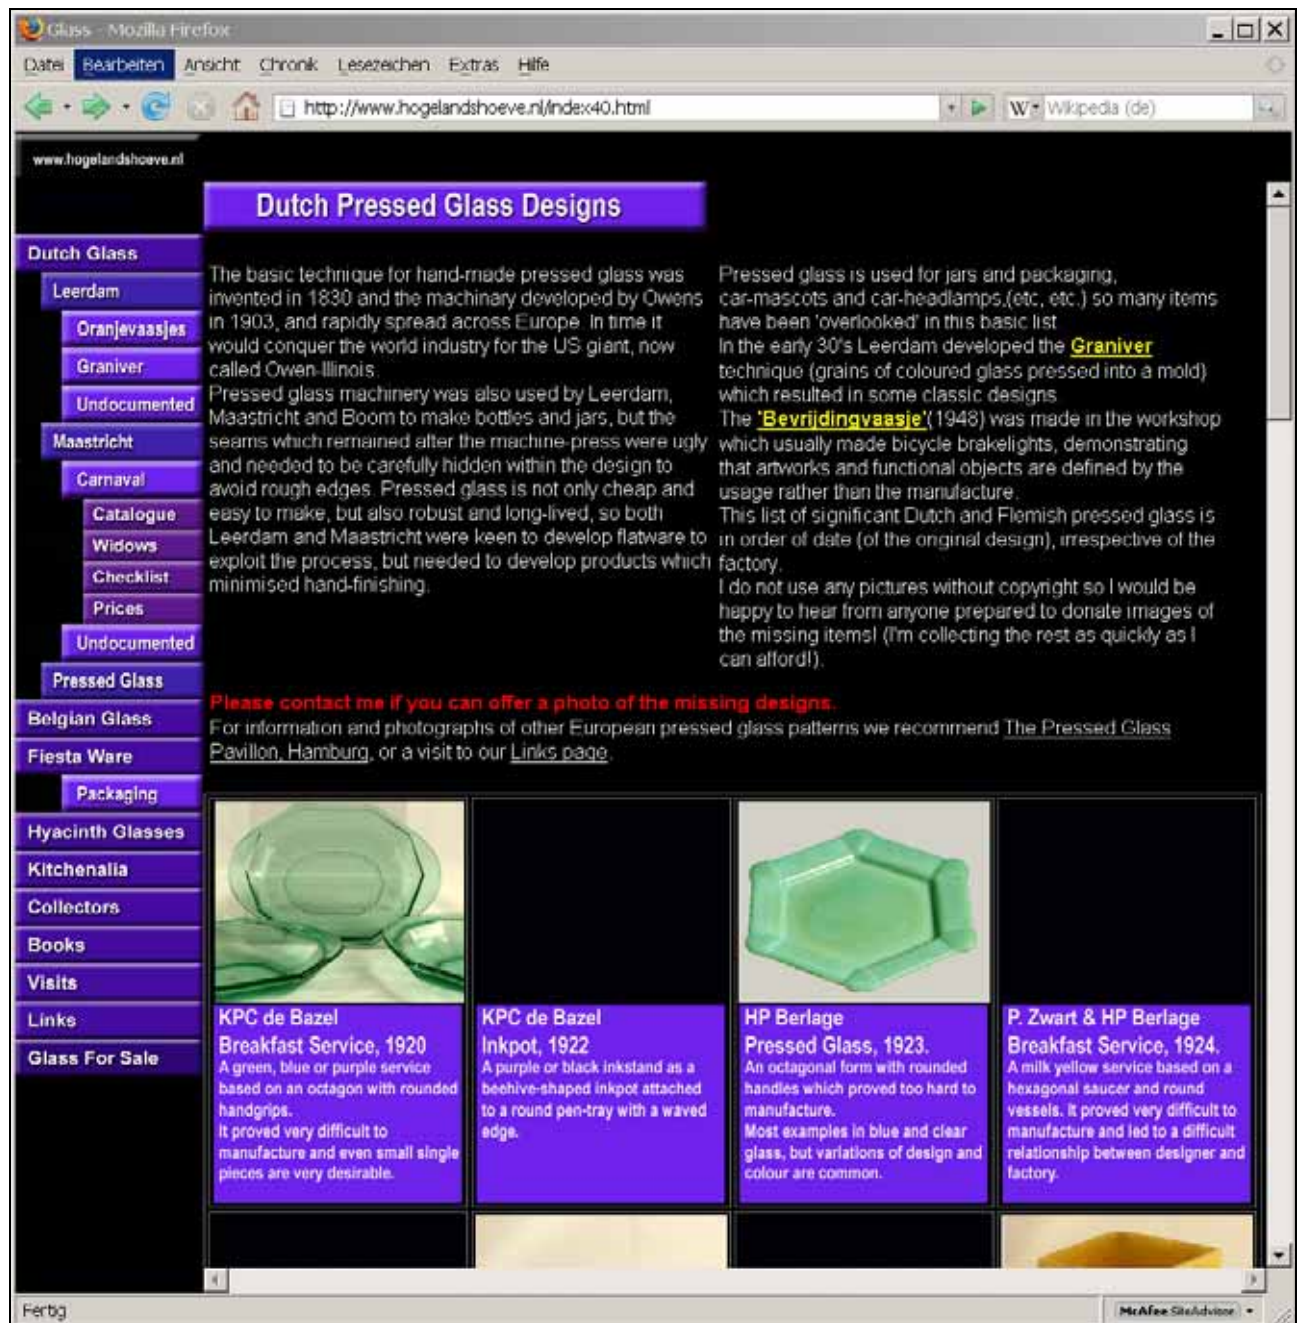 Glass - Mozilla Firefox
Datei Bearbeiten Ansicht Chronik Lesezeichen Extras Hilfe
http://www.hogelandshoeve.nl/index40.html
W Wikipedia (de)
www.hogelandshoeve.nl
Dutch Pressed Glass Designs
Dutch Glass
Leerdam
Oranjevaasjes
Graniver
Undocumented
Maastricht
Carnaval
Catalogue
Widows
Checklist
Prices
Undocumented
Pressed Glass
Belgian Glass
Fiesta Ware
Packaging
Hyacinth Glasses
Kitchenalia
Collectors
Books
Visits
Links
Glass For Sale
The basic technique for hand-made pressed glass was
invented in 1830 and the machinary developed by Owens
in 1903, and rapidly spread across Europe. In time it
would conquer the world industry for the US giant, now
called Owen-Illinois.
Pressed glass machinery was also used by Leerdam,
Maastricht and Boom to make bottles and jars, but the
seams which remained after the machine-press were ugly
and needed to be carefully hidden within the design to
avoid rough edges. Pressed glass is not only cheap and
easy to make, but also robust and long-lived, so both
Leerdam and Maastricht were keen to develop flatware to
exploit the process, but needed to develop products which
minimised hand-finishing.
Pressed glass is used for jars and packaging,
car-mascots and car-headlamps,(etc, etc.) so many items
have been 'overlooked' in this basic list
In the early 30's Leerdam developed the Graniver
technique (grains of coloured glass pressed into a mold)
which resulted in some classic designs
The 'Bevrijdingvaasje'(1948) was made in the workshop
which usually made bicycle brakelights, demonstrating
that artworks and functional objects are defined by the
usage rather than the manufacture.
This list of significant Dutch and Flemish pressed glass is
in order of date (of the original design), irrespective of the
factory.
I do not use any pictures without copyright so I would be
happy to hear from anyone prepared to donate images of
the missing items! (I'm collecting the rest as quickly as I
can afford!).
Please contact me if you can offer a photo of the missing designs.
For information and photographs of other European pressed glass patterns we recommend The Pressed Glass
Pavillon, Hamburg, or a visit to our Links page.
KPC de Bazel
Breakfast Service, 1920
A green, blue or purple service
based on an octagon with rounded
handgrips.
It proved very difficult to
manufacture and even small single
pieces are very desirable.
KPC de Bazel
Inkpot, 1922
A purple or black inkstand as a
beehive-shaped inkpot attached
to a round pen-tray with a waved
edge.
HP Berlage
Pressed Glass, 1923.
An octagonal form with rounded
handles which proved too hard to
manufacture.
Most examples in blue and clear
glass, but variations of design and
colour are common.
P. Zwart & HP Berlage
Breakfast Service, 1924.
A milk yellow service based on a
hexagonal saucer and round
vessels. It proved very difficult to
manufacture and led to a difficult
relationship between designer and
factory.
Fertig
McAfee SiteAdvisor